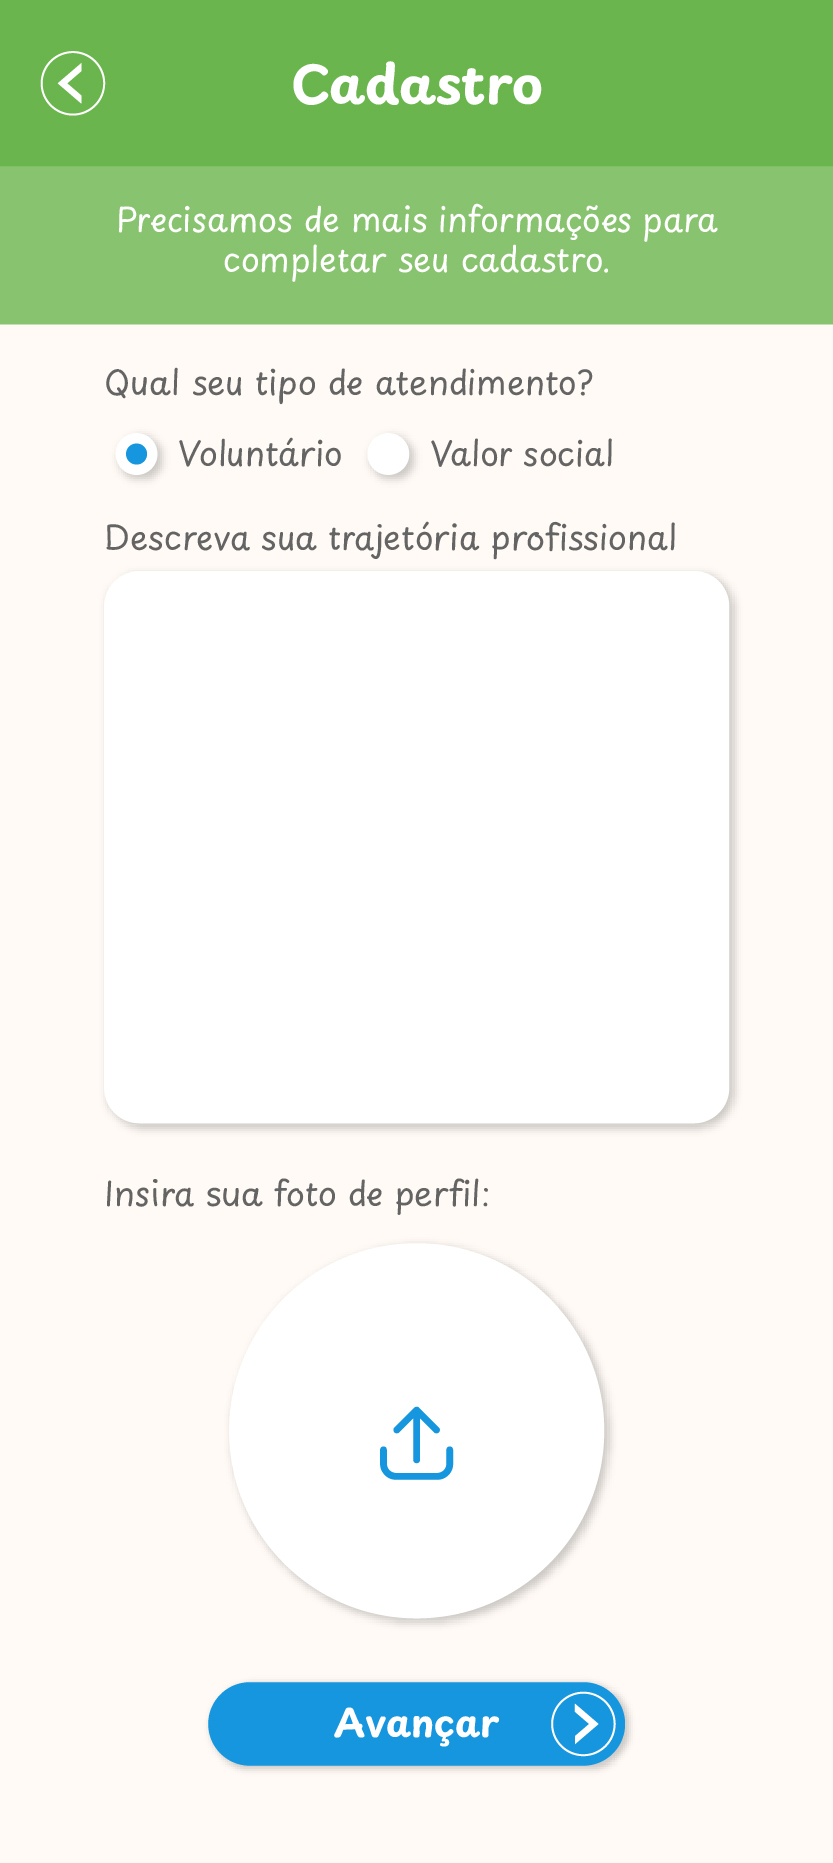 Cadastro
Precisamos de mais informações para
completar seu cadastro.
Qual seu tipo de atendimento?
Voluntário Valor social
Descreva sua trajetória profissional
Insira sua foto de perfil:
Avançar